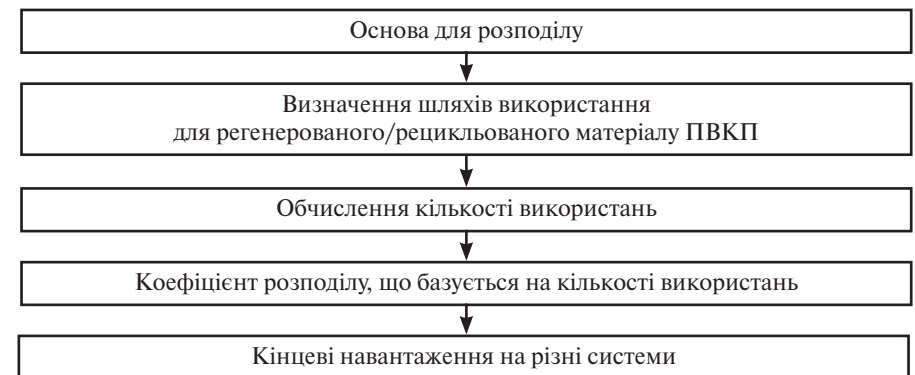 Основа для розподілу
Визначення шляхів використання
для регенерованого/рецикльованого матеріалу ПВКП
Обчислення кількості використань
Коефіцієнт розподілу, що базується на кількості використань
Кінцеві навантаження на різні системи